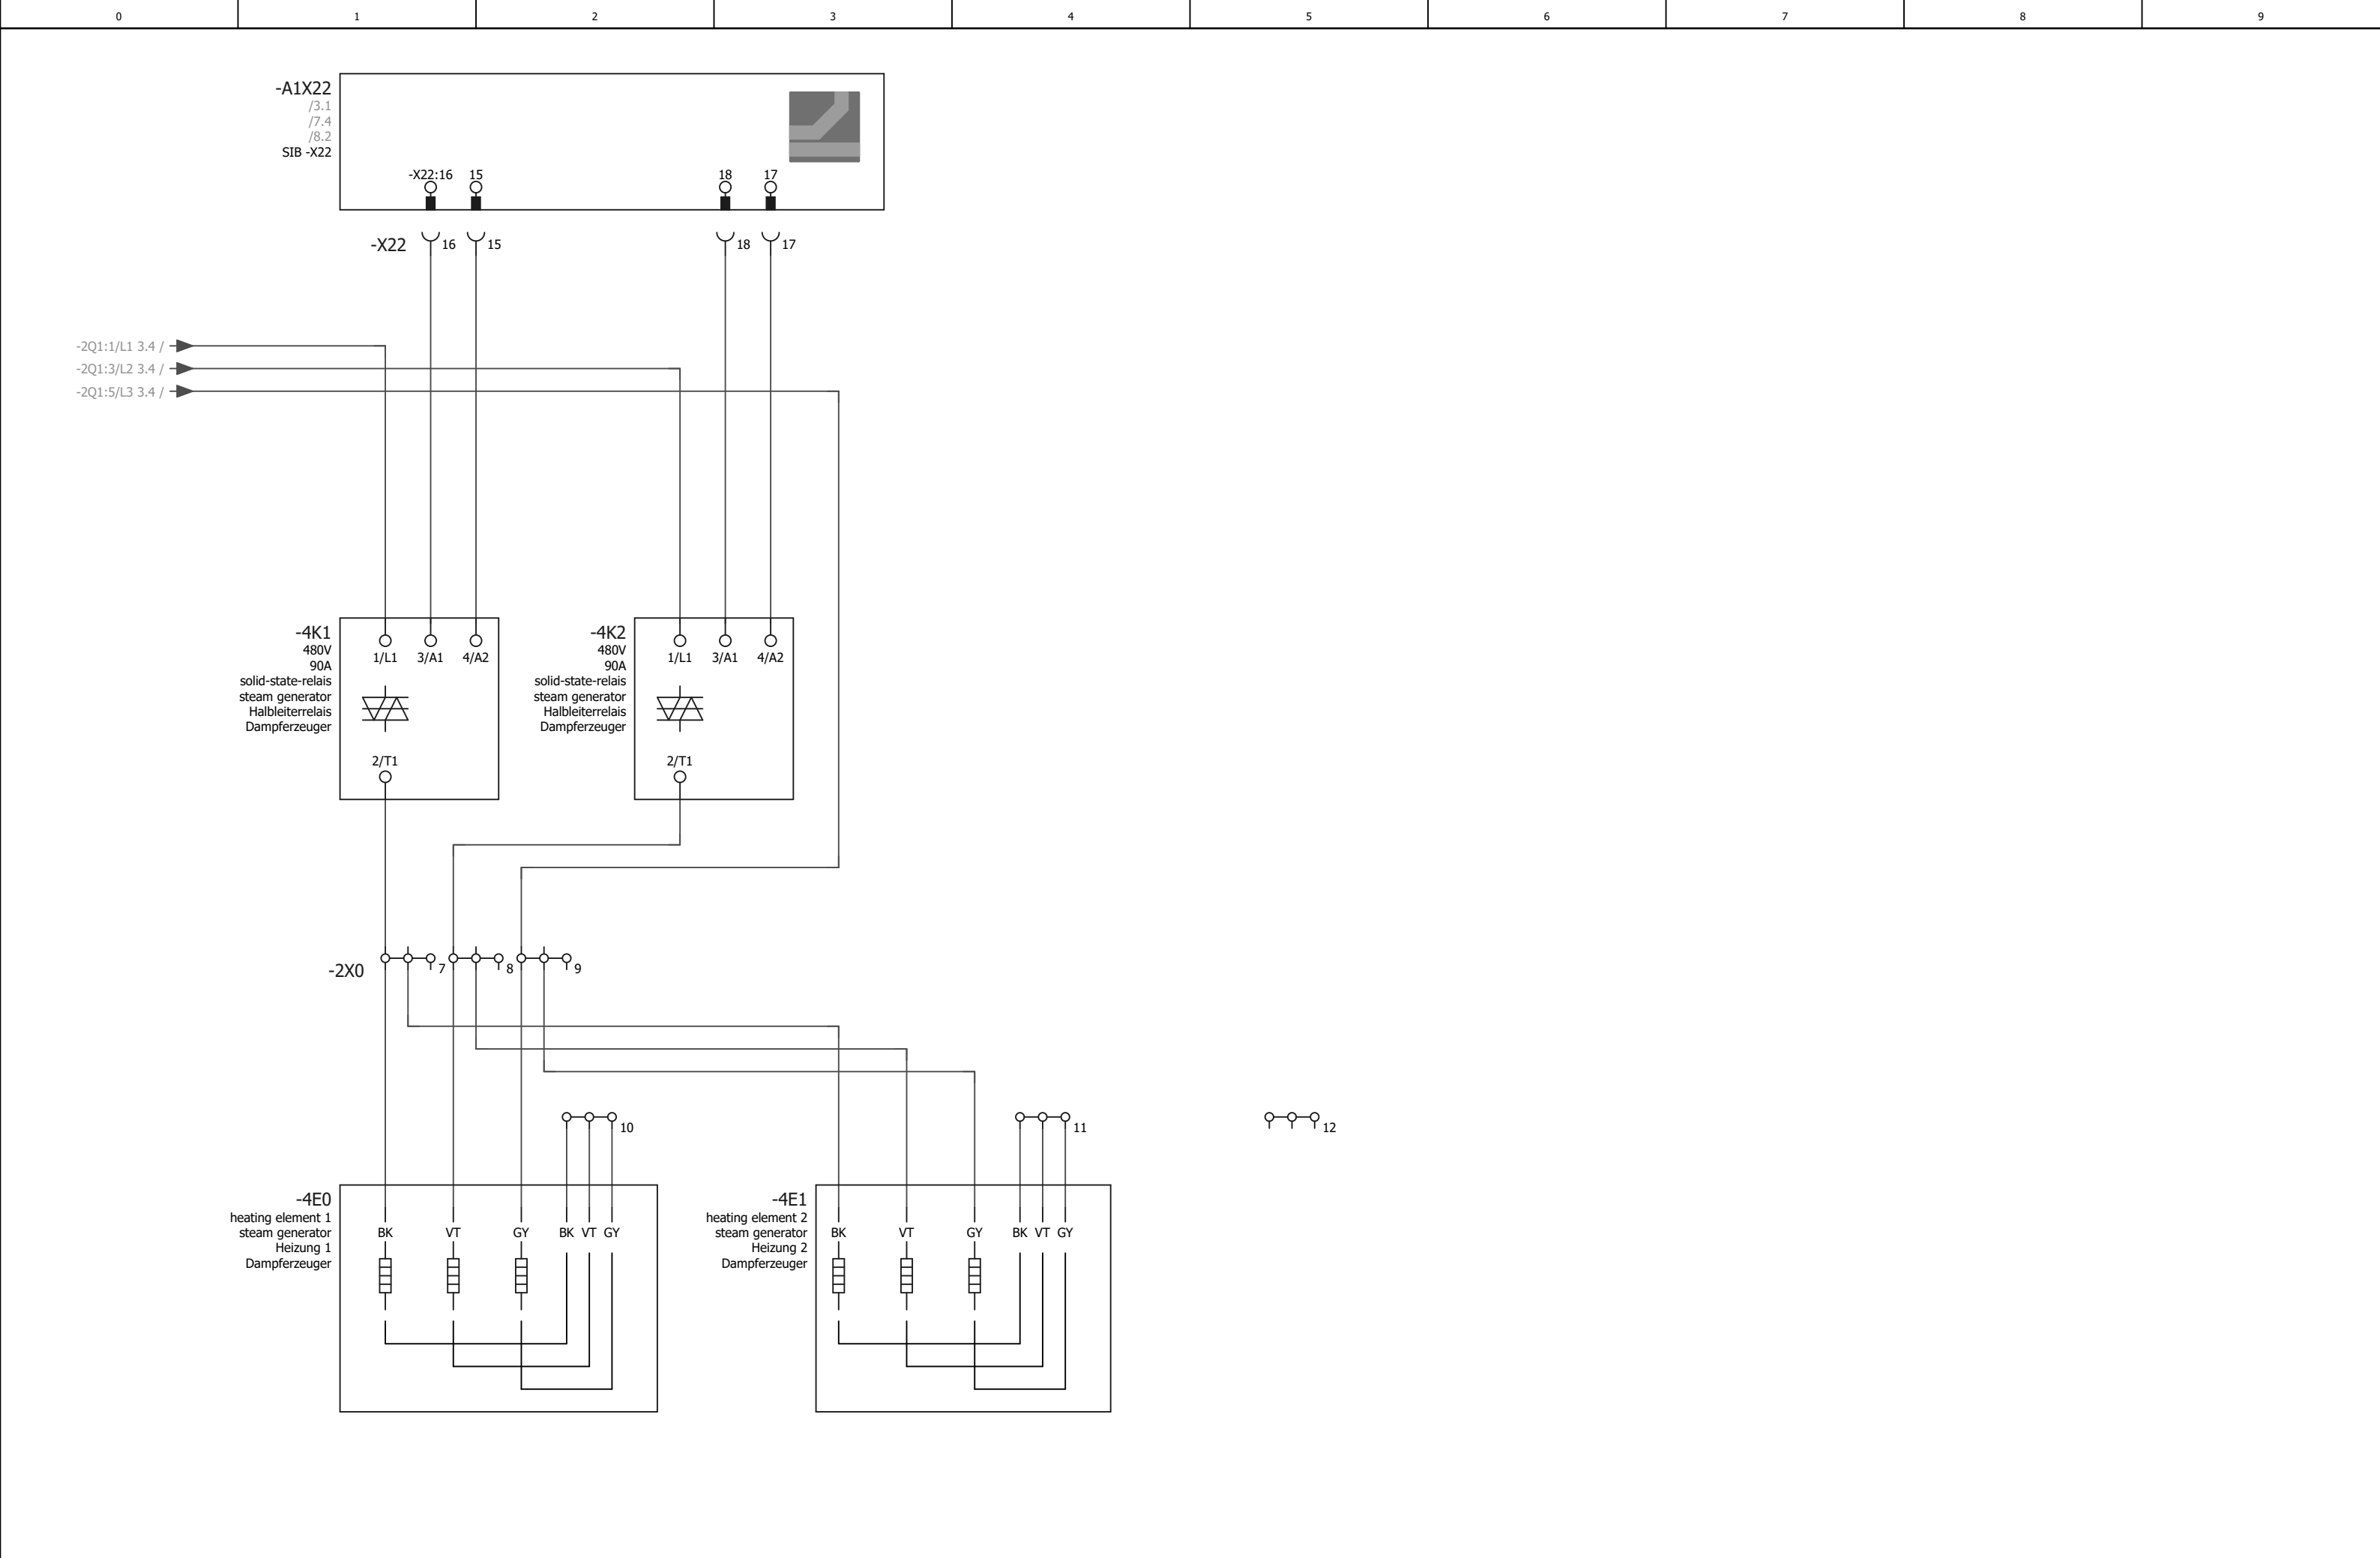 0 1 2 3 4 5 6 7 8 9
-A1X22
/3.1
/7.4
/8.2
SIB -X22
-X22:16 15 18 17
-X22 16 15 18 17
-2Q1:1/L1 3.4 /
-2Q1:3/L2 3.4 /
-2Q1:5/L3 3.4 /
-4K1
480V
90A
solid-state-relais
steam generator
Halbleiterrelais
Dampferzeuger
1/L1 3/A1 4/A2
2/T1
-4K2
480V
90A
solid-state-relais
steam generator
Halbleiterrelais
Dampferzeuger
1/L1 3/A1 4/A2
2/T1
-2X0 7 8 9
10 11 12
-4E0
heating element 1
steam generator
Heizung 1
Dampferzeuger
BK VT GY BK VT GY
-4E1
heating element 2
steam generator
Heizung 2
Dampferzeuger
BK VT GY BK VT GY